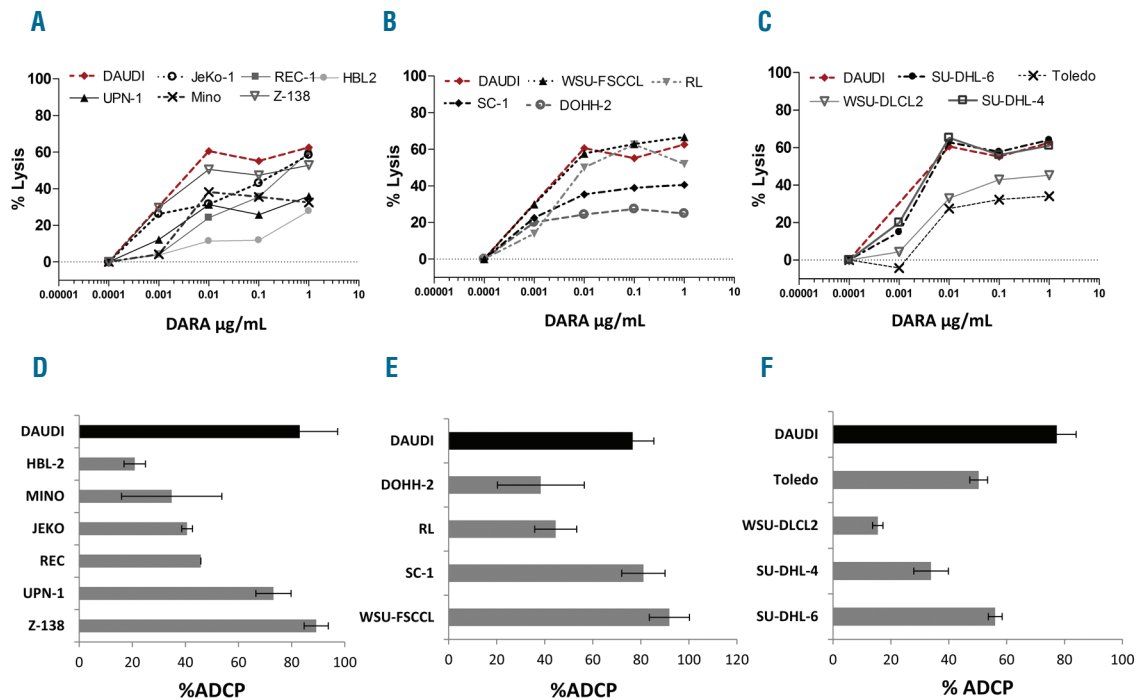 A
B
C
DAUDI JeKo-1 REC-1 HBL2
UPN-1 Mino Z-138
100
80
60
40
20
0
% Lysis
0.00001 0.0001 0.001 0.01 0.1 1 10
DARA µg/mL
DAUDI WSU-FSCCL RL
SC-1 DOHH-2
100
80
60
40
20
0
% Lysis
0.00001 0.0001 0.001 0.01 0.1 1 10
DARA µg/mL
DAUDI SU-DHL-6 Toledo
WSU-DLCL2 SU-DHL-4
100
80
60
40
20
0
% Lysis
0.00001 0.0001 0.001 0.01 0.1 1 10
DARA µg/mL
D
E
F
DAUDI
HBL-2
MINO
JEKO
REC
UPN-1
Z-138
0 20 40 60 80 100
%ADCP
DAUDI
DOHH-2
RL
SC-1
WSU-FSCCL
0 20 40 60 80 100 120
%ADCP
DAUDI
Toledo
WSU-DLCL2
SU-DHL-4
SU-DHL-6
0 20 40 60 80 100
% ADCP